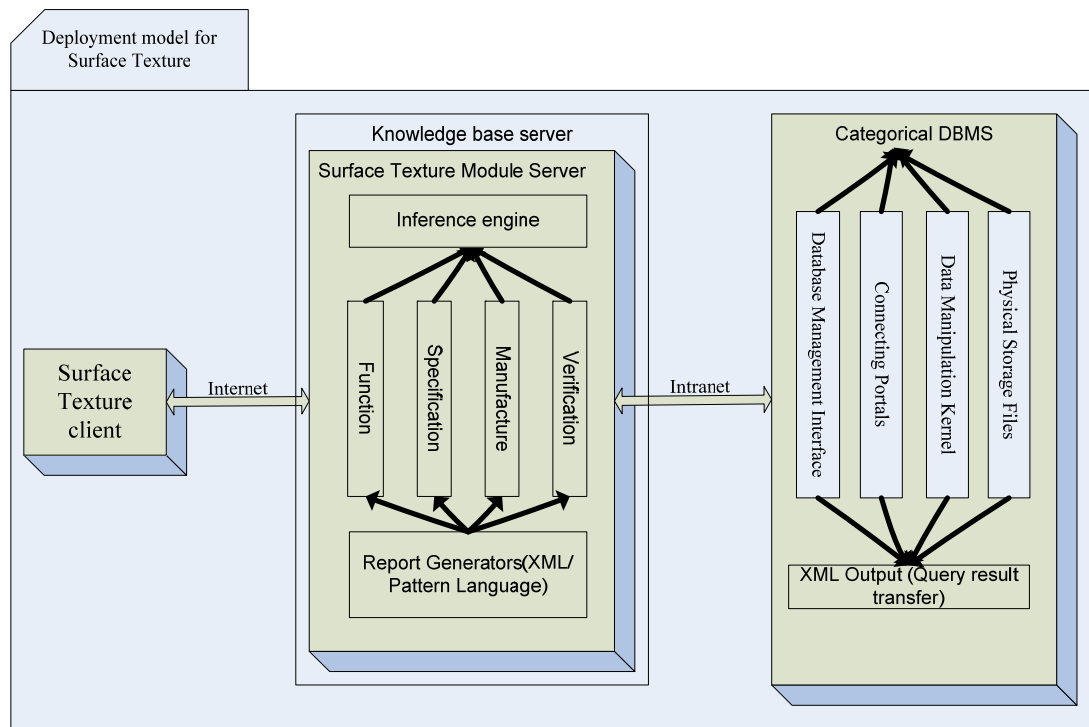 Deployment model for
Surface Texture
Knowledge base server
Surface Texture Module Server
Inference engine
Function
Specification
Manufacture
Verification
Report Generators(XML/
Pattern Language)
Surface
Texture
client
Internet
Intranet
Categorical DBMS
Database Management Interface
Connecting Portals
Data Manipulation Kernel
Physical Storage Files
XML Output (Query result
transfer)